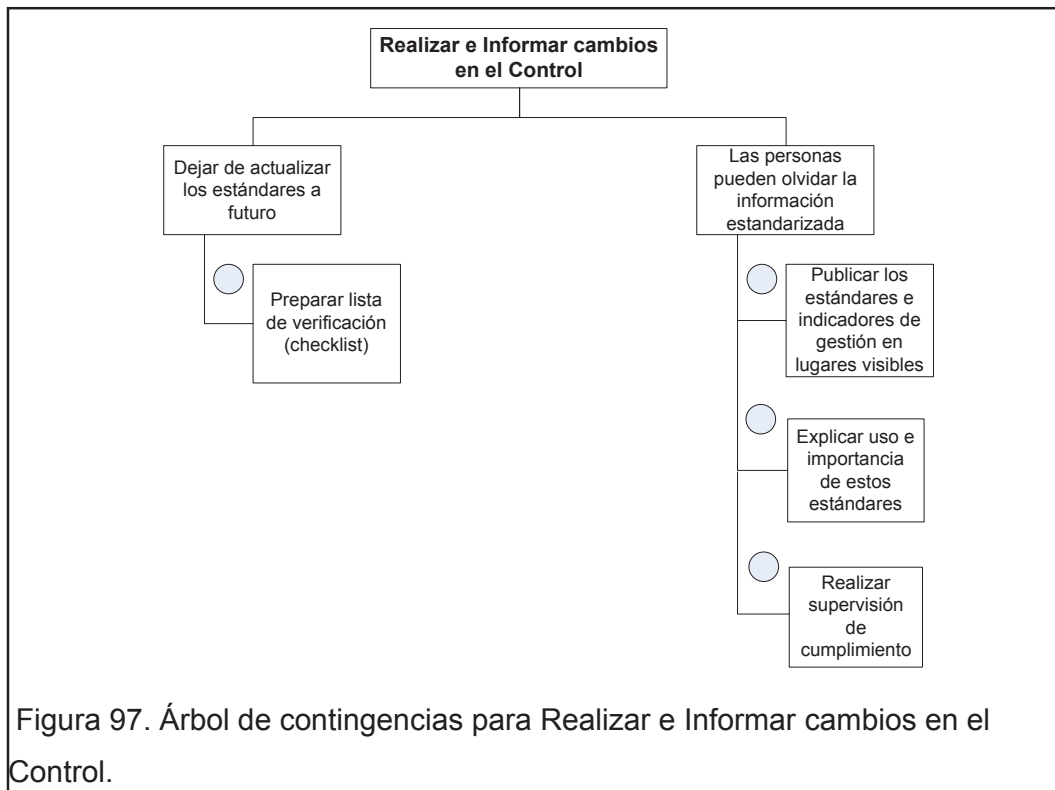 Realizar e Informar cambios
en el Control
Dejar de actualizar
los estándares a
futuro
Preparar lista
de verificación
(checklist)
Las personas
pueden olvidar la
información
estandarizada
Publicar los
estándares e
indicadores de
gestión en
lugares visibles
Explicar uso e
importancia
de estos
estándares
Realizar
supervisión
de
cumplimiento
Figura 97. Árbol de contingencias para Realizar e Informar cambios en el
Control.